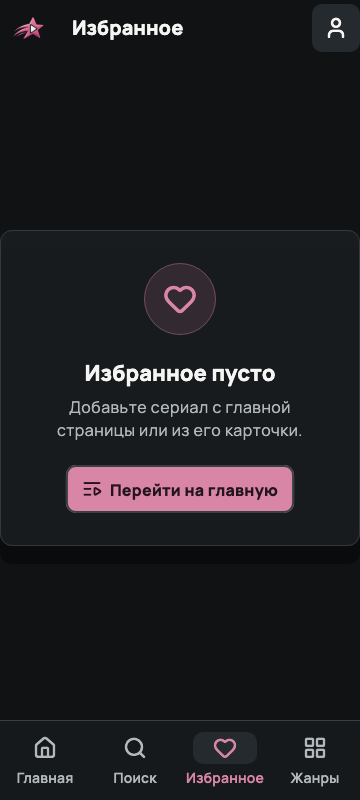 Избранное
Избранное пусто
Добавьте сериал с главной
страницы или из его карточки.
Перейти на главную
Главная
Поиск
Избранное
Жанры